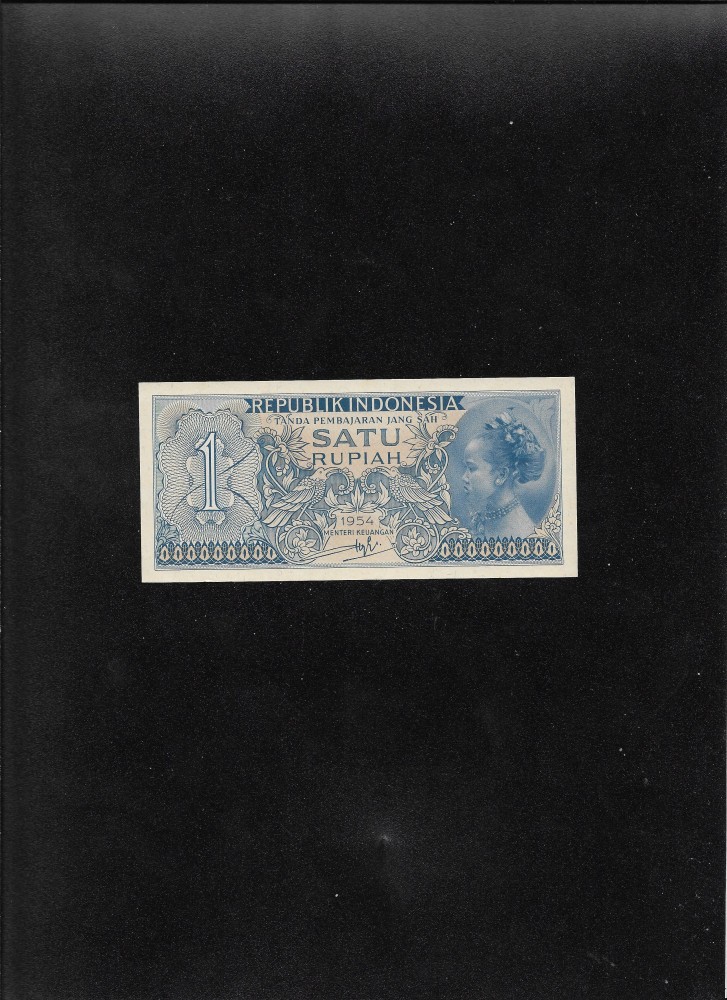 REPUBLIK INDONESIA
TANDA PEMBAJARAN JANG SAH
SATU
RUPIAH
1
1954
MENTERI KEUANGAN